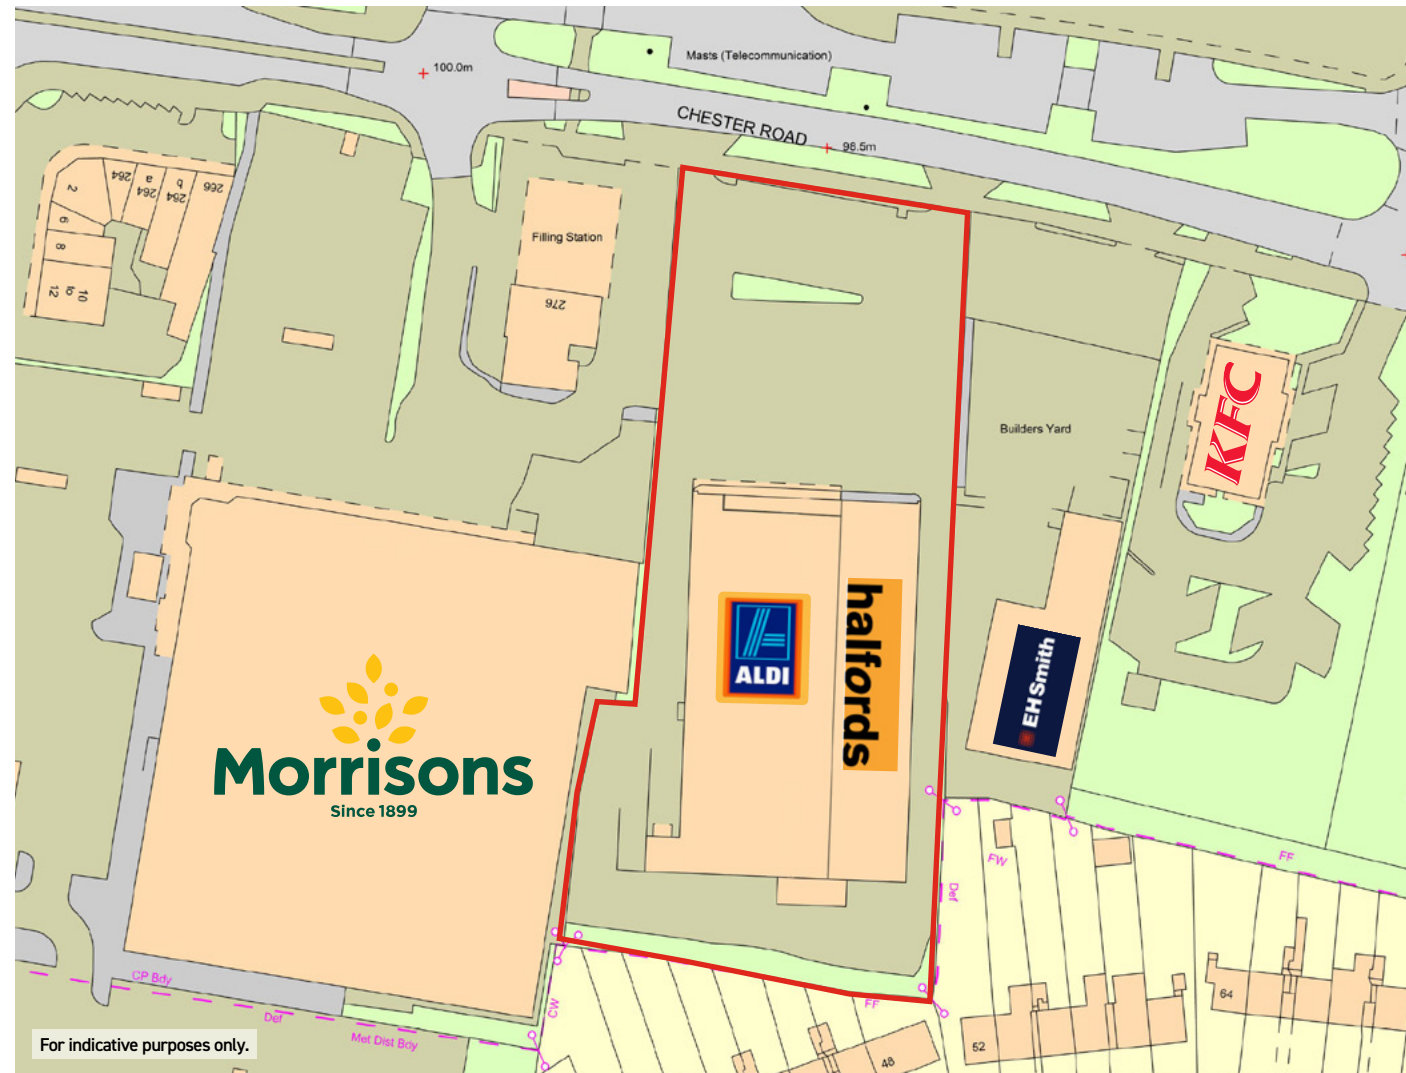 Masts (Telecommunication)
100.0m
CHESTER ROAD
98.5m
264
a
264
b
264
266
2
6
8
10
to
12
Filling Station
276
KFC
Builders Yard
ALDI
halfords
EH Smith
Morrisons
Since 1899
FW
FF
Def
CP Bdy
CW
FF
Def
Met Dist Bdy
64
52
48
For indicative purposes only.